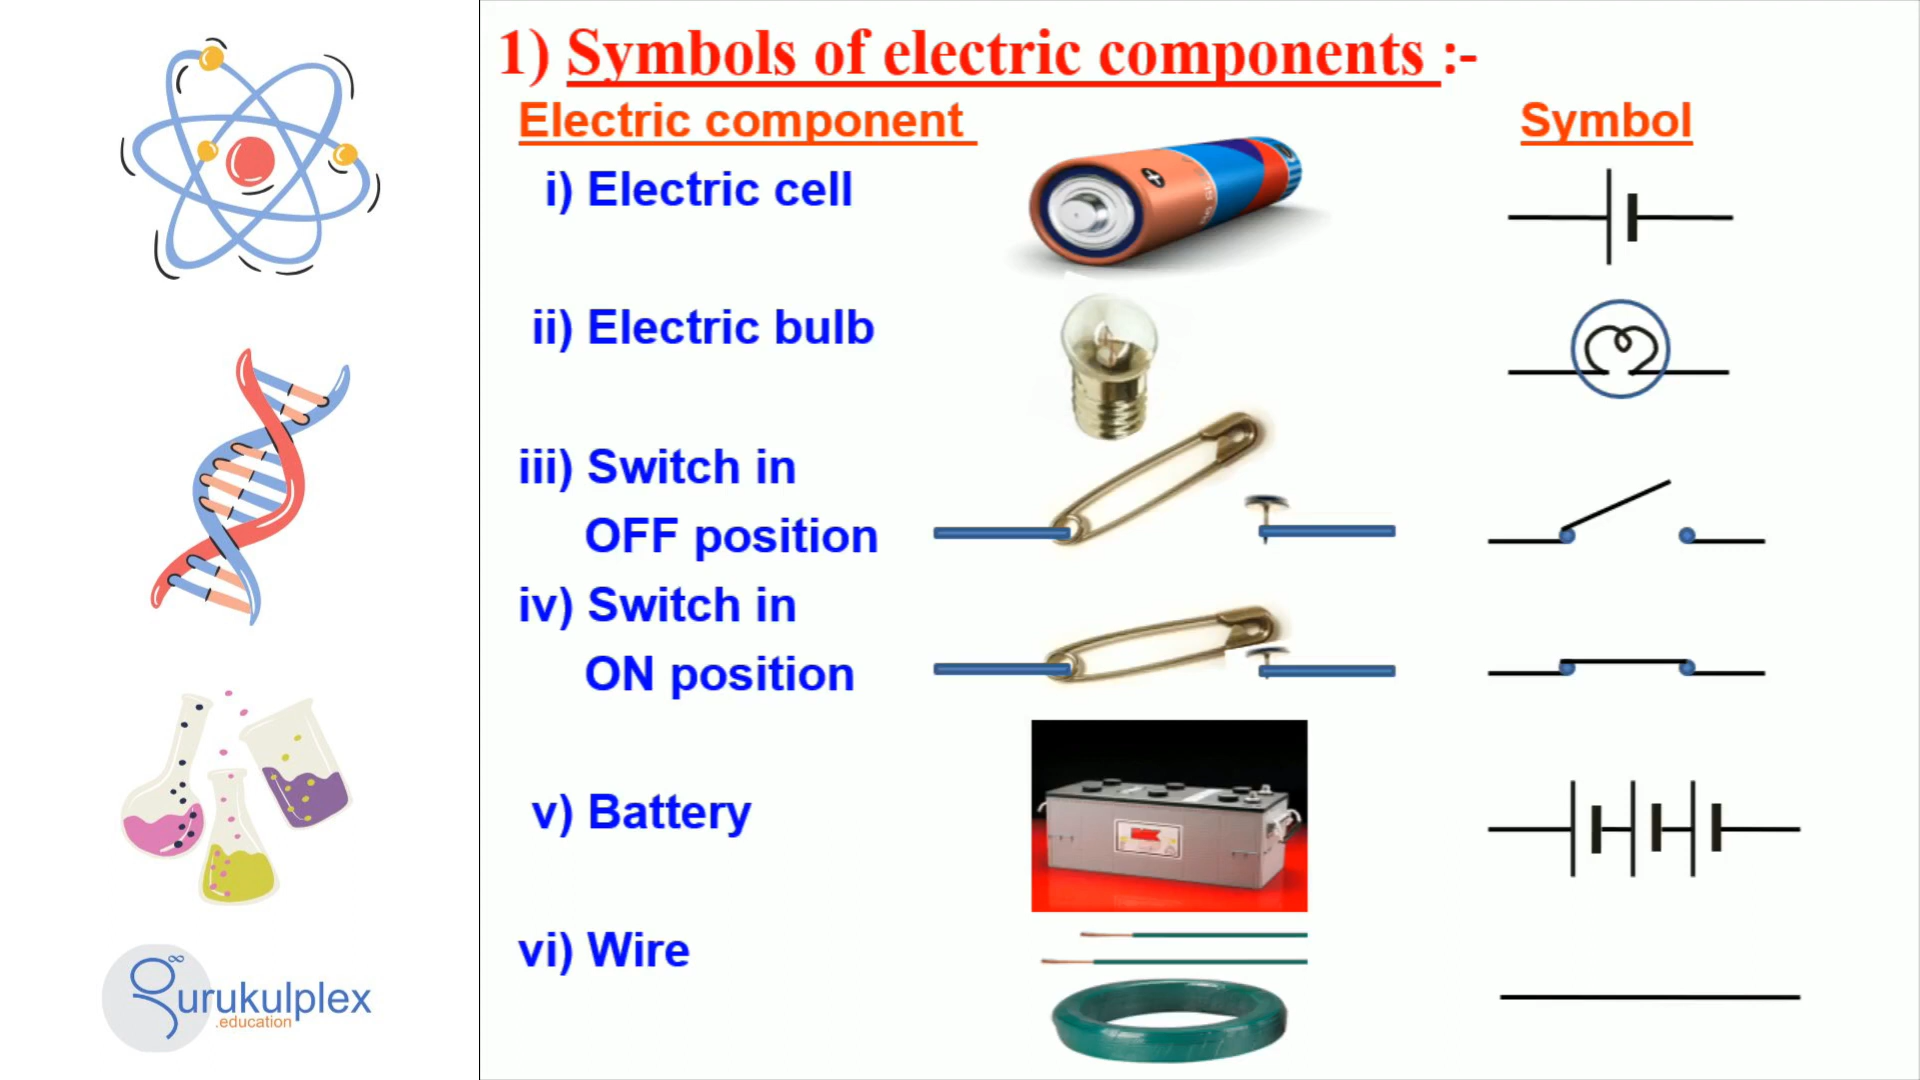 1) Symbols of electric components :-
Electric component
Symbol
i) Electric cell
ii) Electric bulb
iii) Switch in
OFF position
iv) Switch in
ON position
v) Battery
vi) Wire
urukulplex
.education